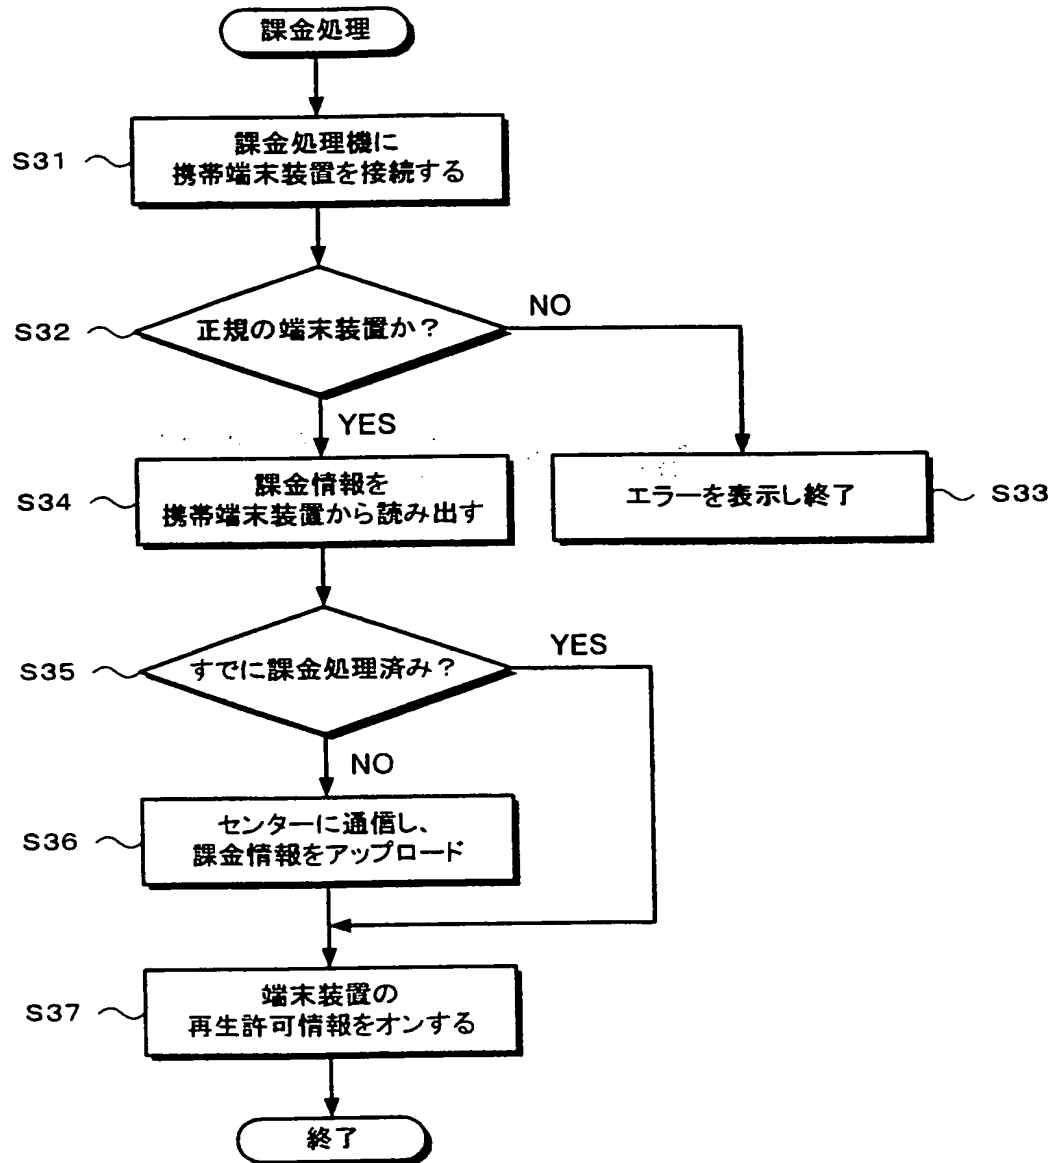 課金処理
S31
課金処理機に
携帯端末装置を接続する
S32
正規の端末装置か？
NO
YES
S34
課金情報を
携帯端末装置から読み出す
エラーを表示し終了
S33
S35
すでに課金処理済み？
YES
NO
S36
センターに通信し、
課金情報をアップロード
S37
端末装置の
再生許可情報をオンする
終了